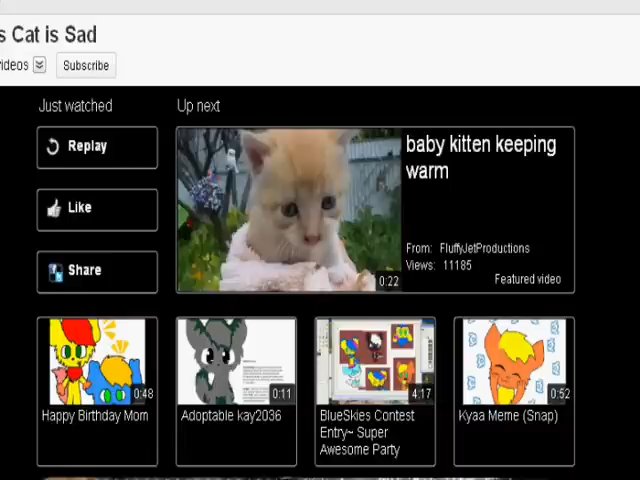 s Cat is Sad
videos
Subscribe
Just watched
Up next
Replay
Like
Share
baby kitten keeping
warm
From: FluffyJetProductions
Views: 11185
Featured video
0:22
0:48
0:11
4:17
0:52
Happy Birthday Mom
Adoptable kay2036
BlueSkies Contest
Entry~ Super
Awesome Party
Kyaa Meme (Snap)